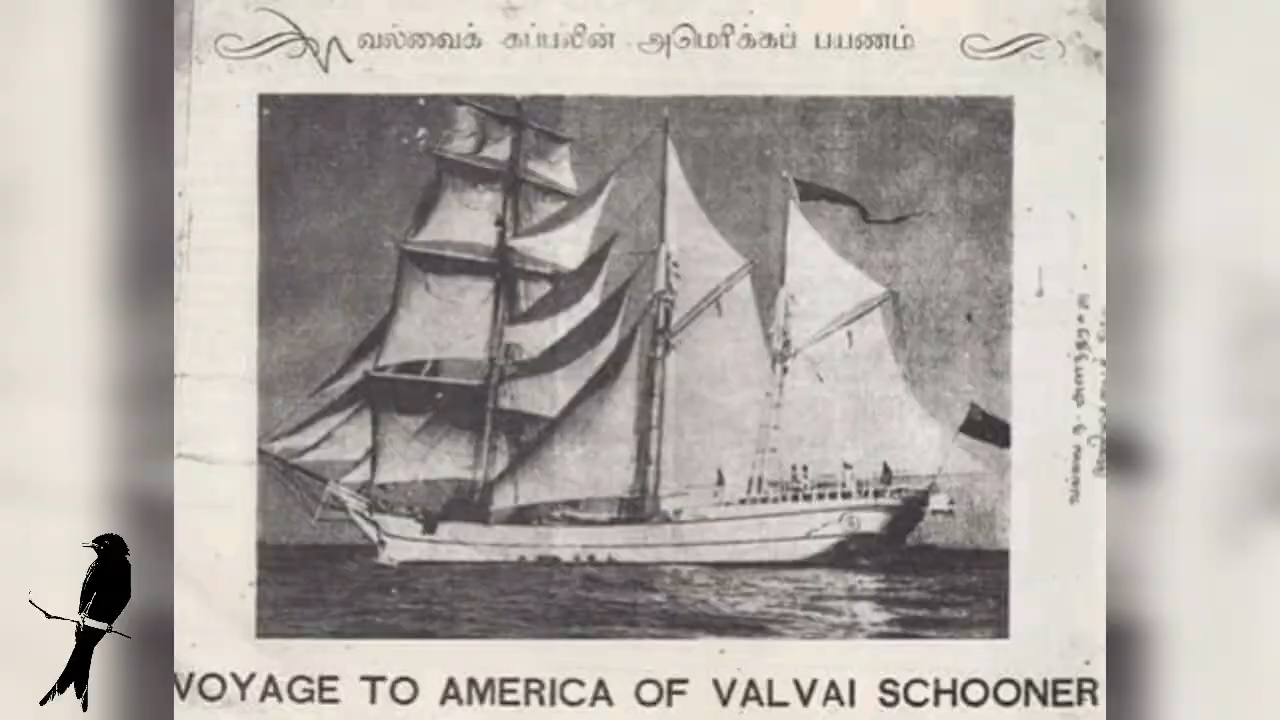 வல்வைக் கப்பலின் அமெரிக்கப் பயணம்
VOYAGE TO AMERICA OF VALVAI SCHOONER